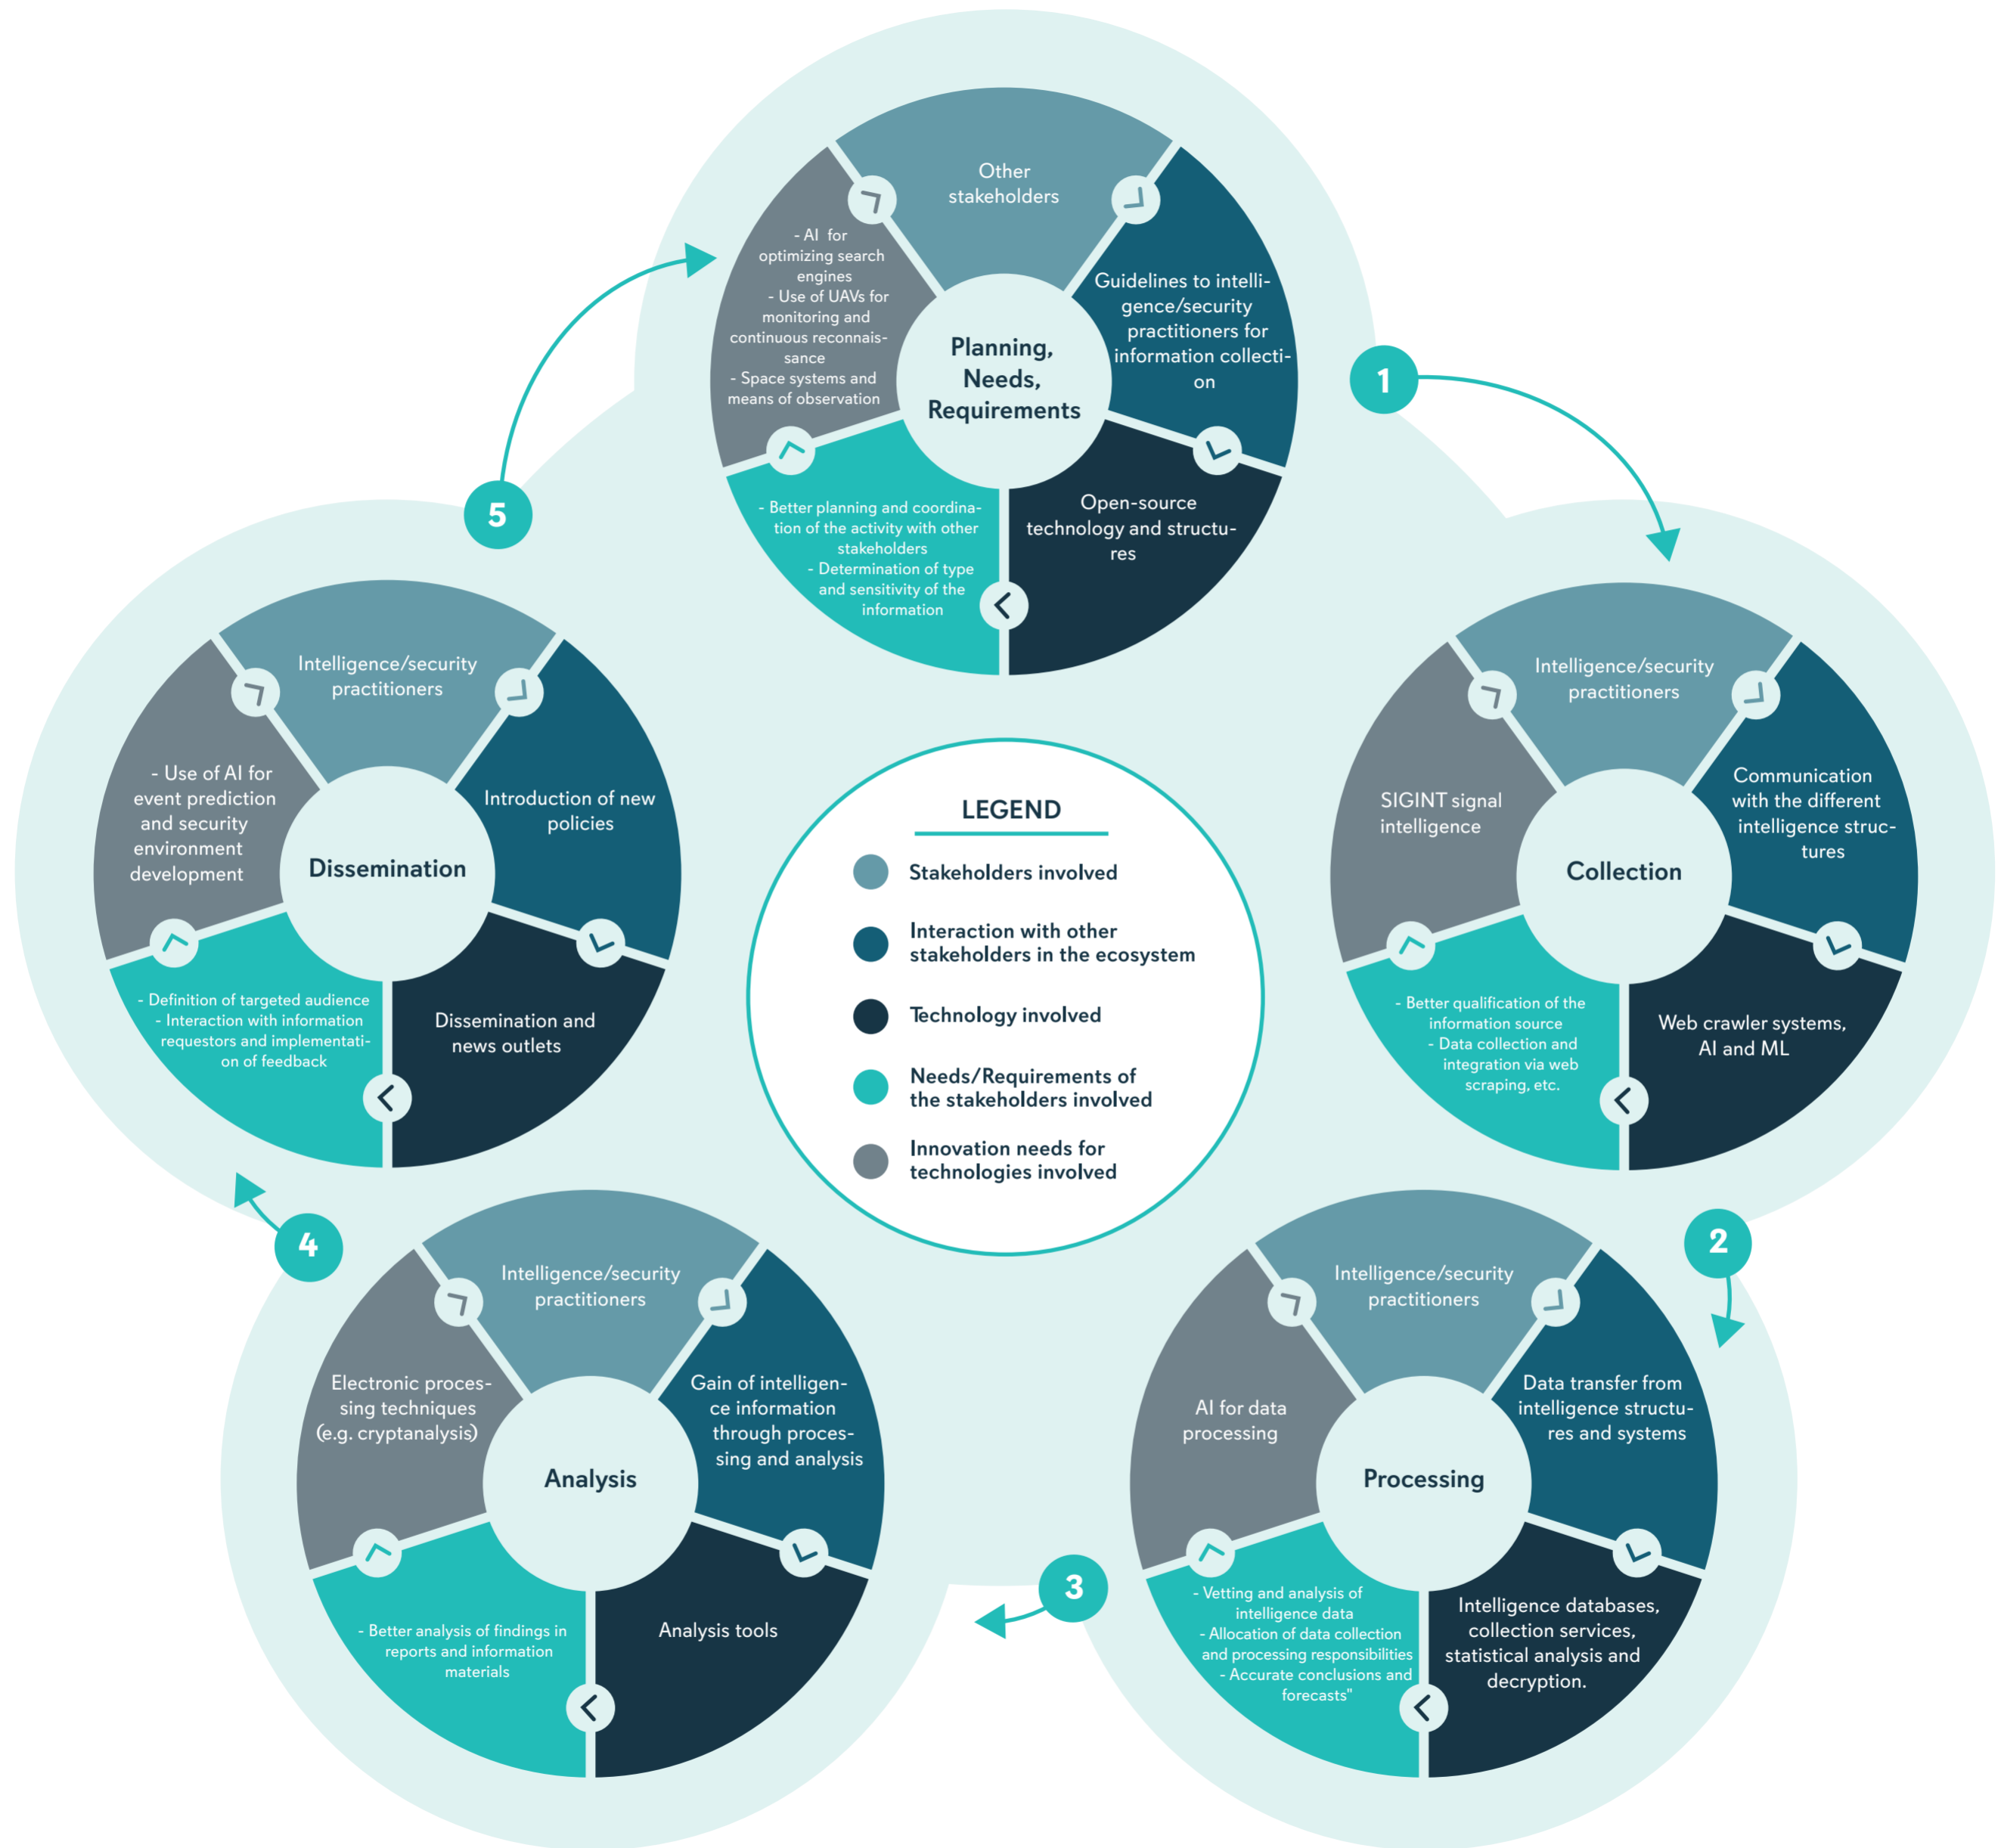 Other
stakeholders
Guidelines to intelli-
gence/security
practitioners for
information collecti-
on
Open-source
technology and structu-
res
- Better planning and coordina-
tion of the activity with other
stakeholders
- Determination of type
and sensitivity of the
information
- AI for
optimizing search
engines
- Use of UAVs for
monitoring and
continuous reconnais-
sance
- Space systems and
means of observation
Planning,
Needs,
Requirements
1
Intelligence/security
practitioners
Communication
with the different
intelligence struc-
tures
Web crawler systems,
AI and ML
- Better qualification of the
information source
- Data collection and
integration via web
scraping, etc.
SIGINT signal
intelligence
Collection
2
Intelligence/security
practitioners
Data transfer from
intelligence structu-
res and systems
Intelligence databases,
collection services,
statistical analysis and
decryption.
- Vetting and analysis of
intelligence data
- Allocation of data collection
and processing responsibilities
- Accurate conclusions and
forecasts"
AI for data
processing
Processing
3
Intelligence/security
practitioners
Gain of intelligen-
ce information
through proces-
sing and analysis
Analysis tools
- Better analysis of findings in
reports and information
materials
Electronic proces-
sing techniques
(e.g. cryptanalysis)
Analysis
4
Intelligence/security
practitioners
Introduction of new
policies
Dissemination and
news outlets
- Definition of targeted audience
- Interaction with information
requestors and implementati-
on of feedback
- Use of AI for
event prediction
and security
environment
development
Dissemination
5
LEGEND
Stakeholders involved
Interaction with other
stakeholders in the ecosystem
Technology involved
Needs/Requirements of
the stakeholders involved
Innovation needs for
technologies involved